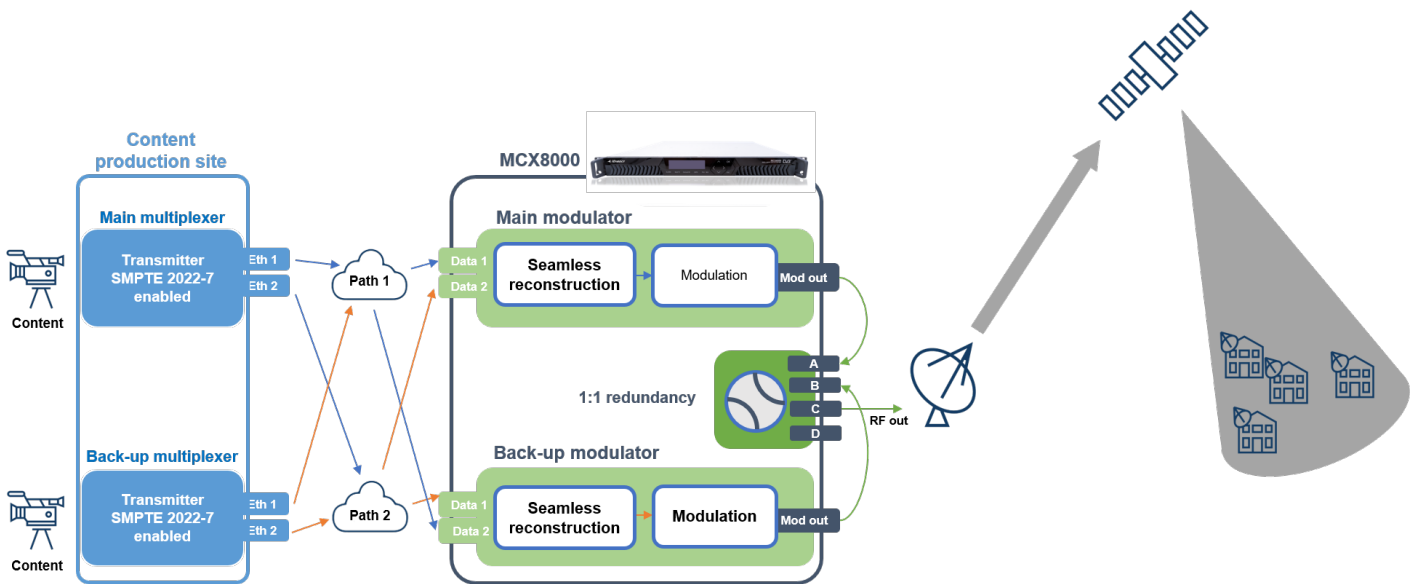 Content
production site
MCX8000
Main multiplexer
Main modulator
Transmitter
SMPTE 2022-7
enabled
Eth 1
Eth 2
Path 1
Data 1
Data 2
Seamless
reconstruction
Modulation
Mod out
Content
1:1 redundancy
A
B
C
D
RF out
Back-up multiplexer
Back-up modulator
Transmitter
SMPTE 2022-7
enabled
Eth 1
Eth 2
Path 2
Data 1
Data 2
Seamless
reconstruction
Modulation
Mod out
Content